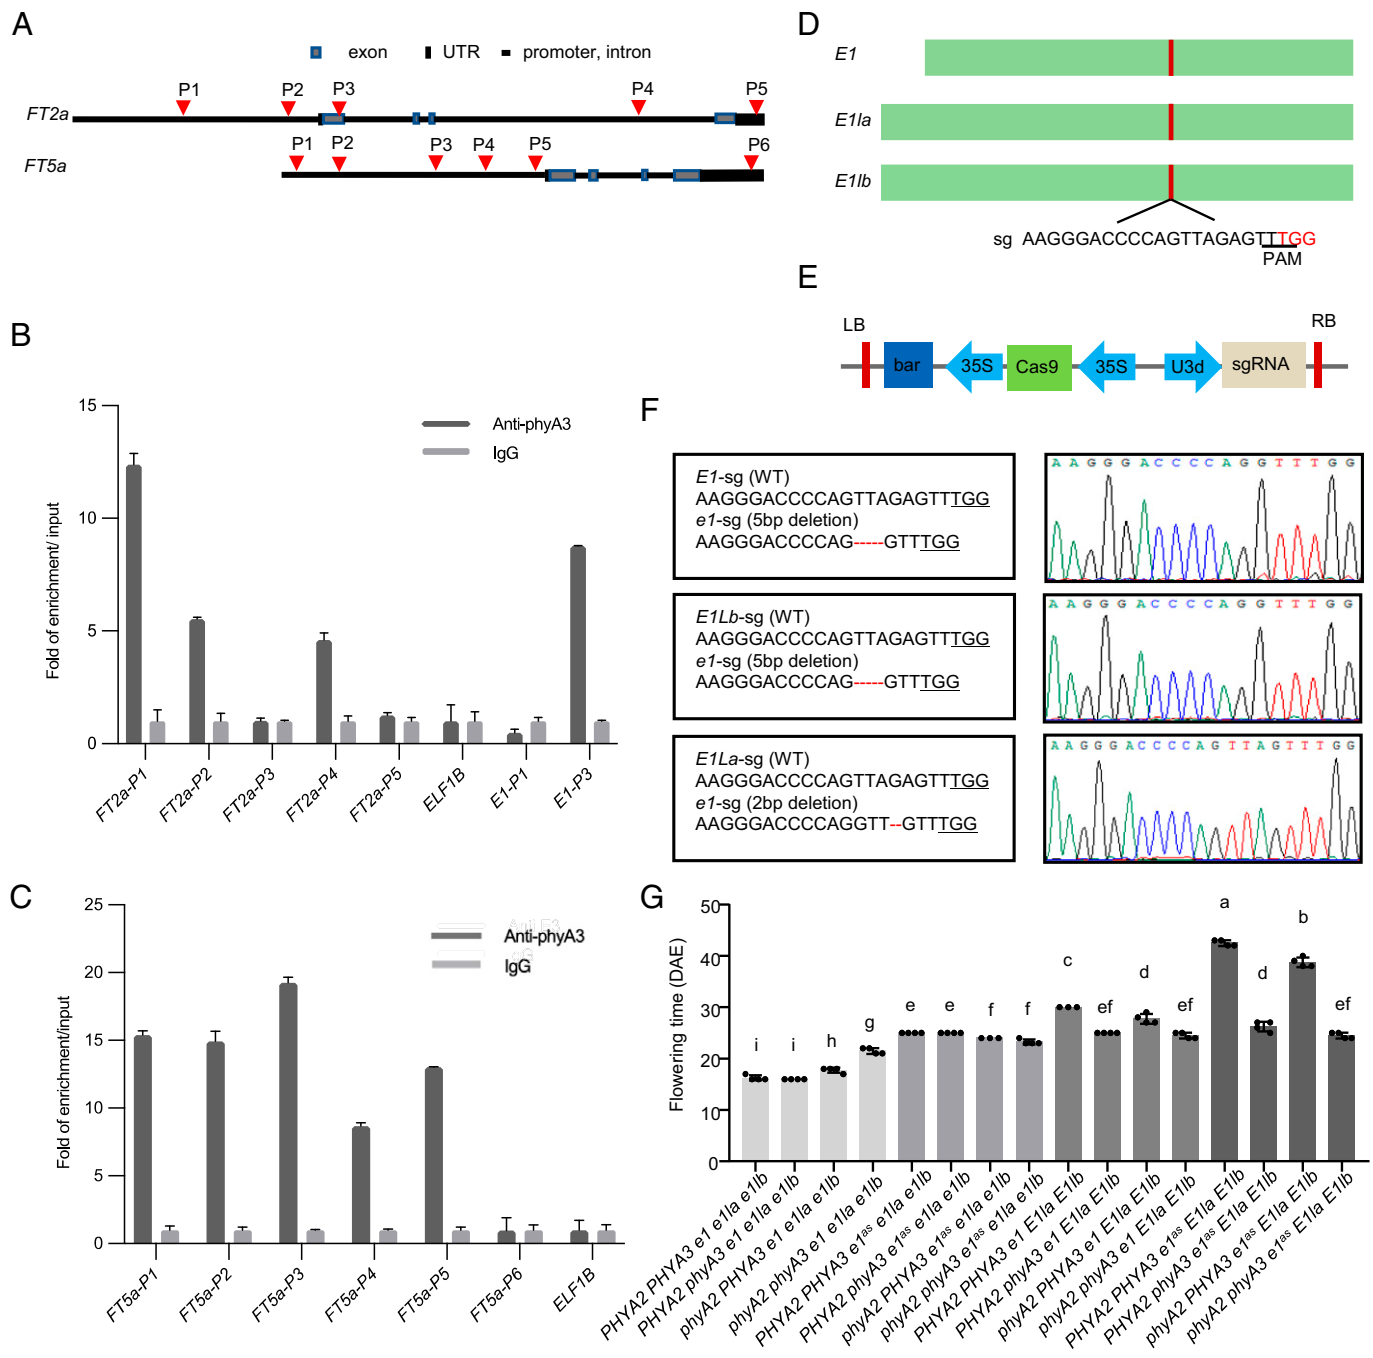 A
exon UTR promoter, intron
P1 P2 P3 P4 P5
FT2a
P1 P2 P3 P4 P5 P6
FT5a
B
15
10
5
0
Fold of enrichment/ input
Anti-phyA3
IgG
FT2a-P1 FT2a-P2 FT2a-P3 FT2a-P4 FT2a-P5 ELF1B E1-P1 E1-P3
C
25
20
15
10
5
0
Fold of enrichment/input
Anti-phyA3
IgG
FT5a-P1 FT5a-P2 FT5a-P3 FT5a-P4 FT5a-P5 FT5a-P6 ELF1B
D
E1
E1la
E1lb
sg AAGGGACCCCAGTTAGAGTTTGG
PAM
E
LB RB
bar 35S Cas9 35S U3d sgRNA
F
E1-sg (WT)
AAGGGACCCCAGTTAGAGTTTGG
e1-sg (5bp deletion)
AAGGGACCCCAG-----GTTTGG
A A G G G A C C C C A G G T T T G G
E1Lb-sg (WT)
AAGGGACCCCAGTTAGAGTTTGG
e1-sg (5bp deletion)
AAGGGACCCCAG-----GTTTGG
A A G G G A C C C C A G G T T T G G
E1La-sg (WT)
AAGGGACCCCAGTTAGAGTTTGG
e1-sg (2bp deletion)
AAGGGACCCCAGGTT--GTTTGG
A A G G G A C C C C A G T T A G T T T G G
G
50
40
30
20
10
0
Flowering time (DAE)
i i h g e e f f c ef d ef a d b ef
PHYA2 PHYA3 e1 e1la e1lb
PHYA2 phyA3 e1 e1la e1lb
phyA2 PHYA3 e1 e1la e1lb
phyA2 phyA3 e1 e1la e1lb
PHYA2 PHYA3 e1as e1la e1lb
PHYA2 phyA3 e1as e1la e1lb
phyA2 PHYA3 e1as e1la e1lb
phyA2 phyA3 e1as e1la e1lb
PHYA2 PHYA3 e1 E1la E1lb
PHYA2 phyA3 e1 E1la E1lb
phyA2 PHYA3 e1 E1la E1lb
phyA2 phyA3 e1 E1la E1lb
PHYA2 PHYA3 e1as E1la E1lb
PHYA2 phyA3 e1as E1la E1lb
phyA2 PHYA3 e1as E1la E1lb
phyA2 phyA3 e1as E1la E1lb